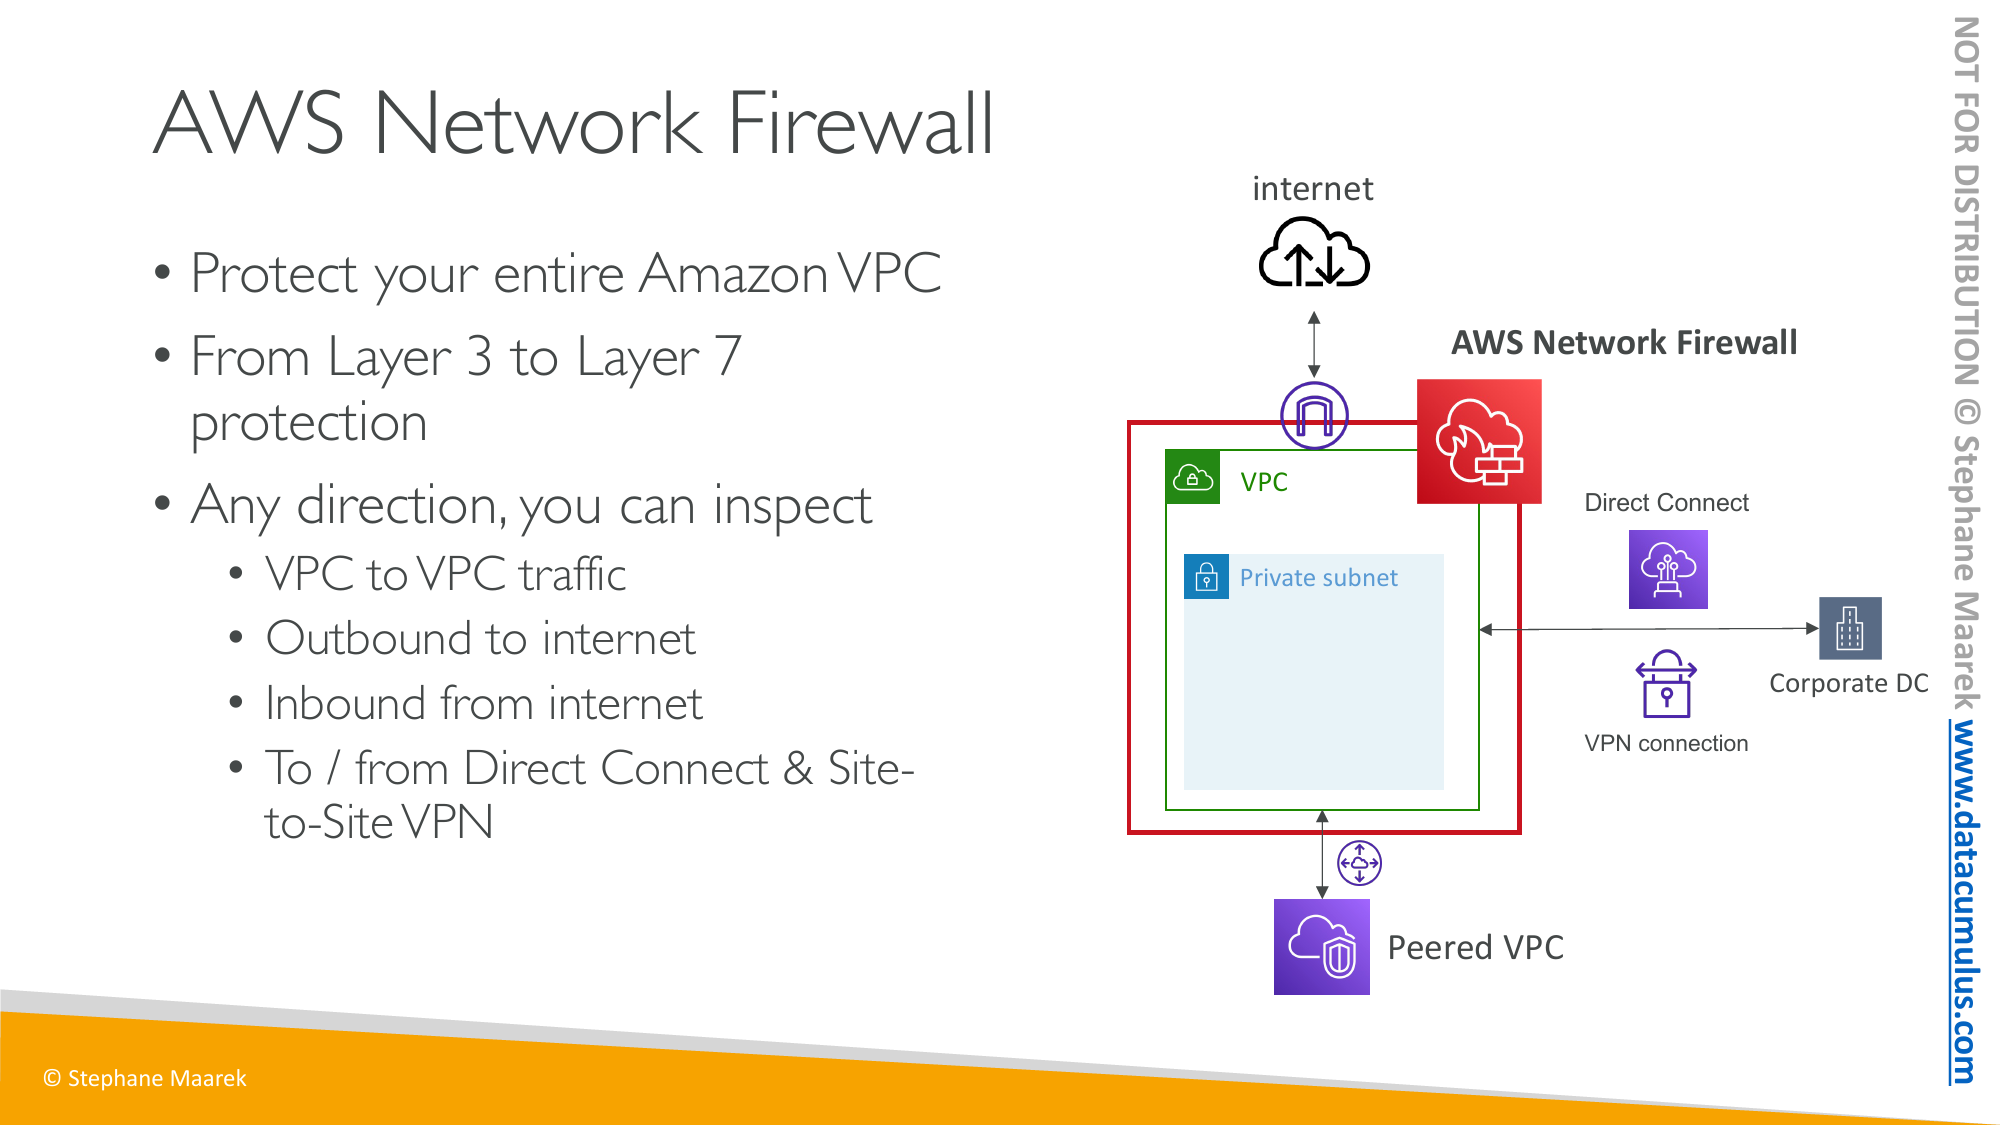 AWS Network Firewall
• Protect your entire Amazon VPC
• From Layer 3 to Layer 7
protection
• Any direction, you can inspect
• VPC to VPC traffic
• Outbound to internet
• Inbound from internet
• To / from Direct Connect & Site-
to-Site VPN
internet
AWS Network Firewall
VPC
Private subnet
Direct Connect
Corporate DC
VPN connection
Peered VPC
© Stephane Maarek
NOT FOR DISTRIBUTION © Stephane Maarek www.datacumulus.com